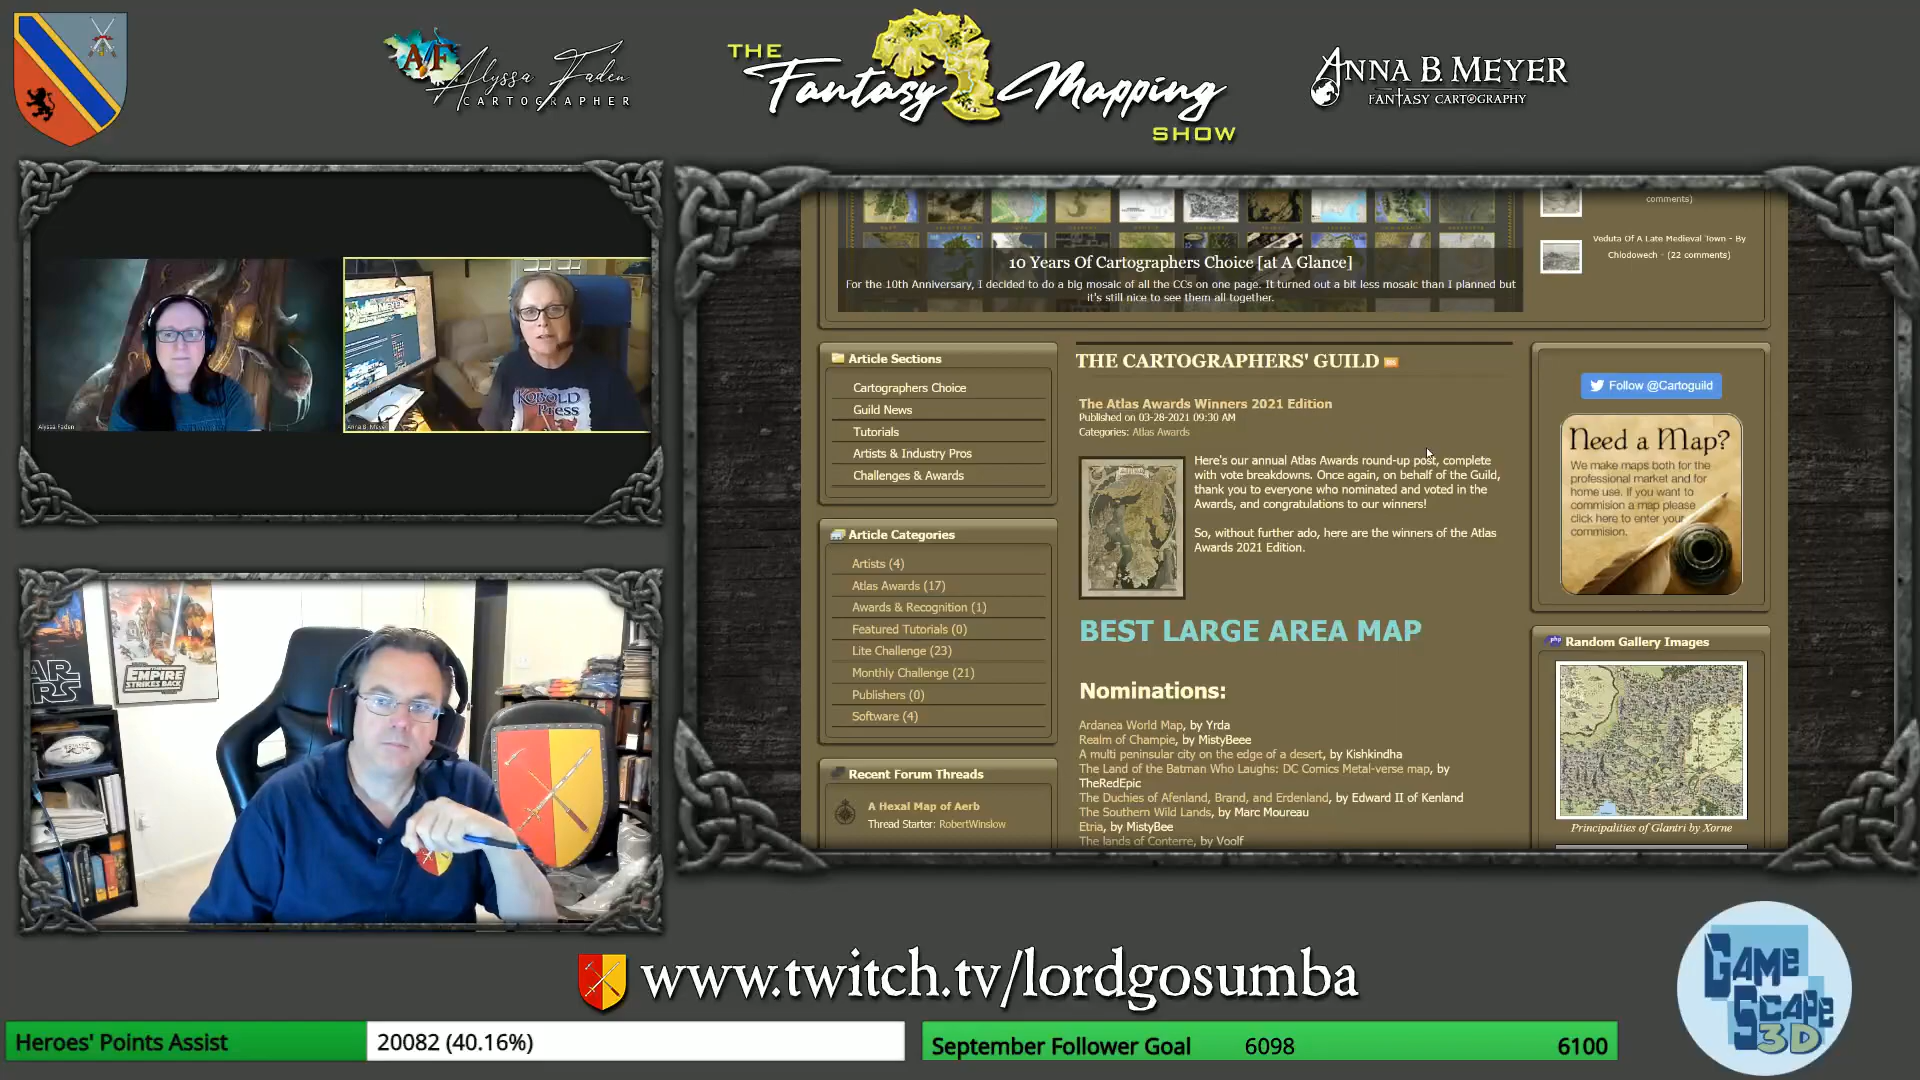 AF Alyssa Faden
CARTOGRAPHER
THE
Fantasy Mapping
SHOW
ANNA B. MEYER
FANTASY CARTOGRAPHY
Alyssa Faden
Anna B. Meyer
KOBOLD
PRESS
STAR
WARS
EMPIRE
STRIKES BACK
comments)
Veduta Of A Late Medieval Town - By
Chlodowech - (22 comments)
10 Years Of Cartographers Choice [at A Glance]
For the 10th Anniversary, I decided to do a big mosaic of all the CCs on one page. It turned out a bit less mosaic than I planned but
it's still nice to see them all together.
Article Sections
Cartographers Choice
Guild News
Tutorials
Artists & Industry Pros
Challenges & Awards
Article Categories
Artists (4)
Atlas Awards (17)
Awards & Recognition (1)
Featured Tutorials (0)
Lite Challenge (23)
Monthly Challenge (21)
Publishers (0)
Software (4)
Recent Forum Threads
A Hexal Map of Aerb
Thread Starter: RobertWinslow
THE CARTOGRAPHERS' GUILD
The Atlas Awards Winners 2021 Edition
Published on 03-28-2021 09:30 AM
Categories: Atlas Awards
Here's our annual Atlas Awards round-up post, complete
with vote breakdowns. Once again, on behalf of the Guild,
thank you to everyone who nominated and voted in the
Awards, and congratulations to our winners!
So, without further ado, here are the winners of the Atlas
Awards 2021 Edition.
BEST LARGE AREA MAP
Nominations:
Ardanea World Map, by Yrda
Realm of Champie, by MistyBeee
A multi peninsular city on the edge of a desert, by Kishkindha
The Land of the Batman Who Laughs: DC Comics Metal-verse map, by
TheRedEpic
The Duchies of Afenland, Brand, and Erdenland, by Edward II of Kenland
The Southern Wild Lands, by Marc Moureau
Etria, by MistyBee
The lands of Conterre, by Voolf
Follow @Cartoguild
Need a Map?
We make maps both for the
professional market and for
home use. If you want to
commision a map please
click here to enter your
commision.
Random Gallery Images
Principalities of Glantri by Xorne
www.twitch.tv/lordgosumba
GAME
SCAPE
3D
Heroes' Points Assist
20082 (40.16%)
September Follower Goal
6098
6100